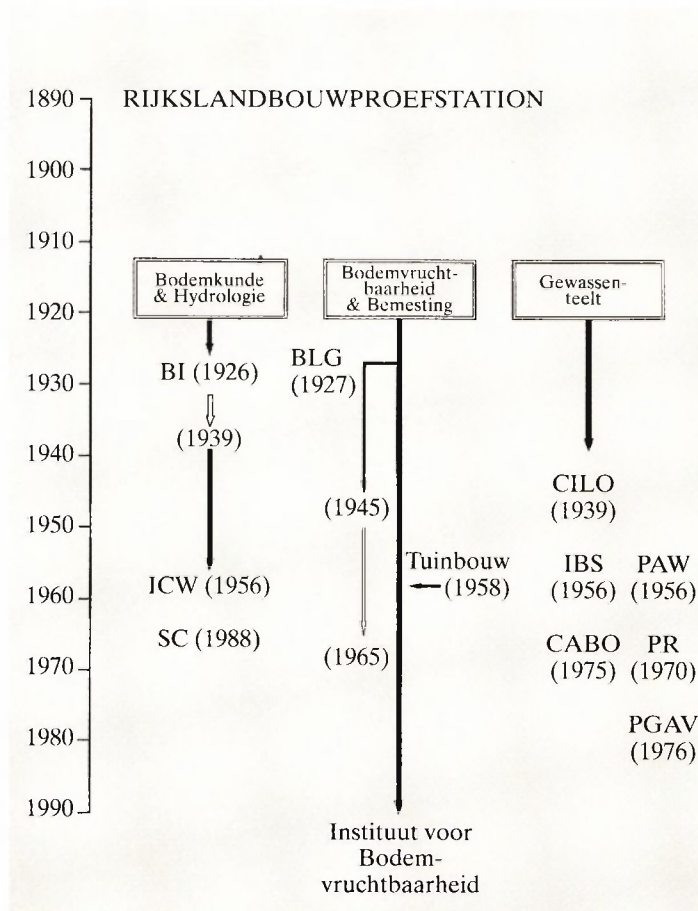 1890 RIJKSLANDBOUWPROEFSTATION
1900
1910
1920
1930
1940
1950
1960
1970
1980
1990
Bodemkunde
& Hydrologie
BI (1926)
(1939)
ICW (1956)
SC (1988)
Bodemvrucht-
baarheid
& Bemesting
BLG
(1927)
(1945)
(1965)
Tuinbouw
(1958)
Instituut voor
Bodem-
vruchtbaarheid
Gewassen-
teelt
CILO
(1939)
IBS PAW
(1956) (1956)
CABO PR
(1975) (1970)
PGAV
(1976)